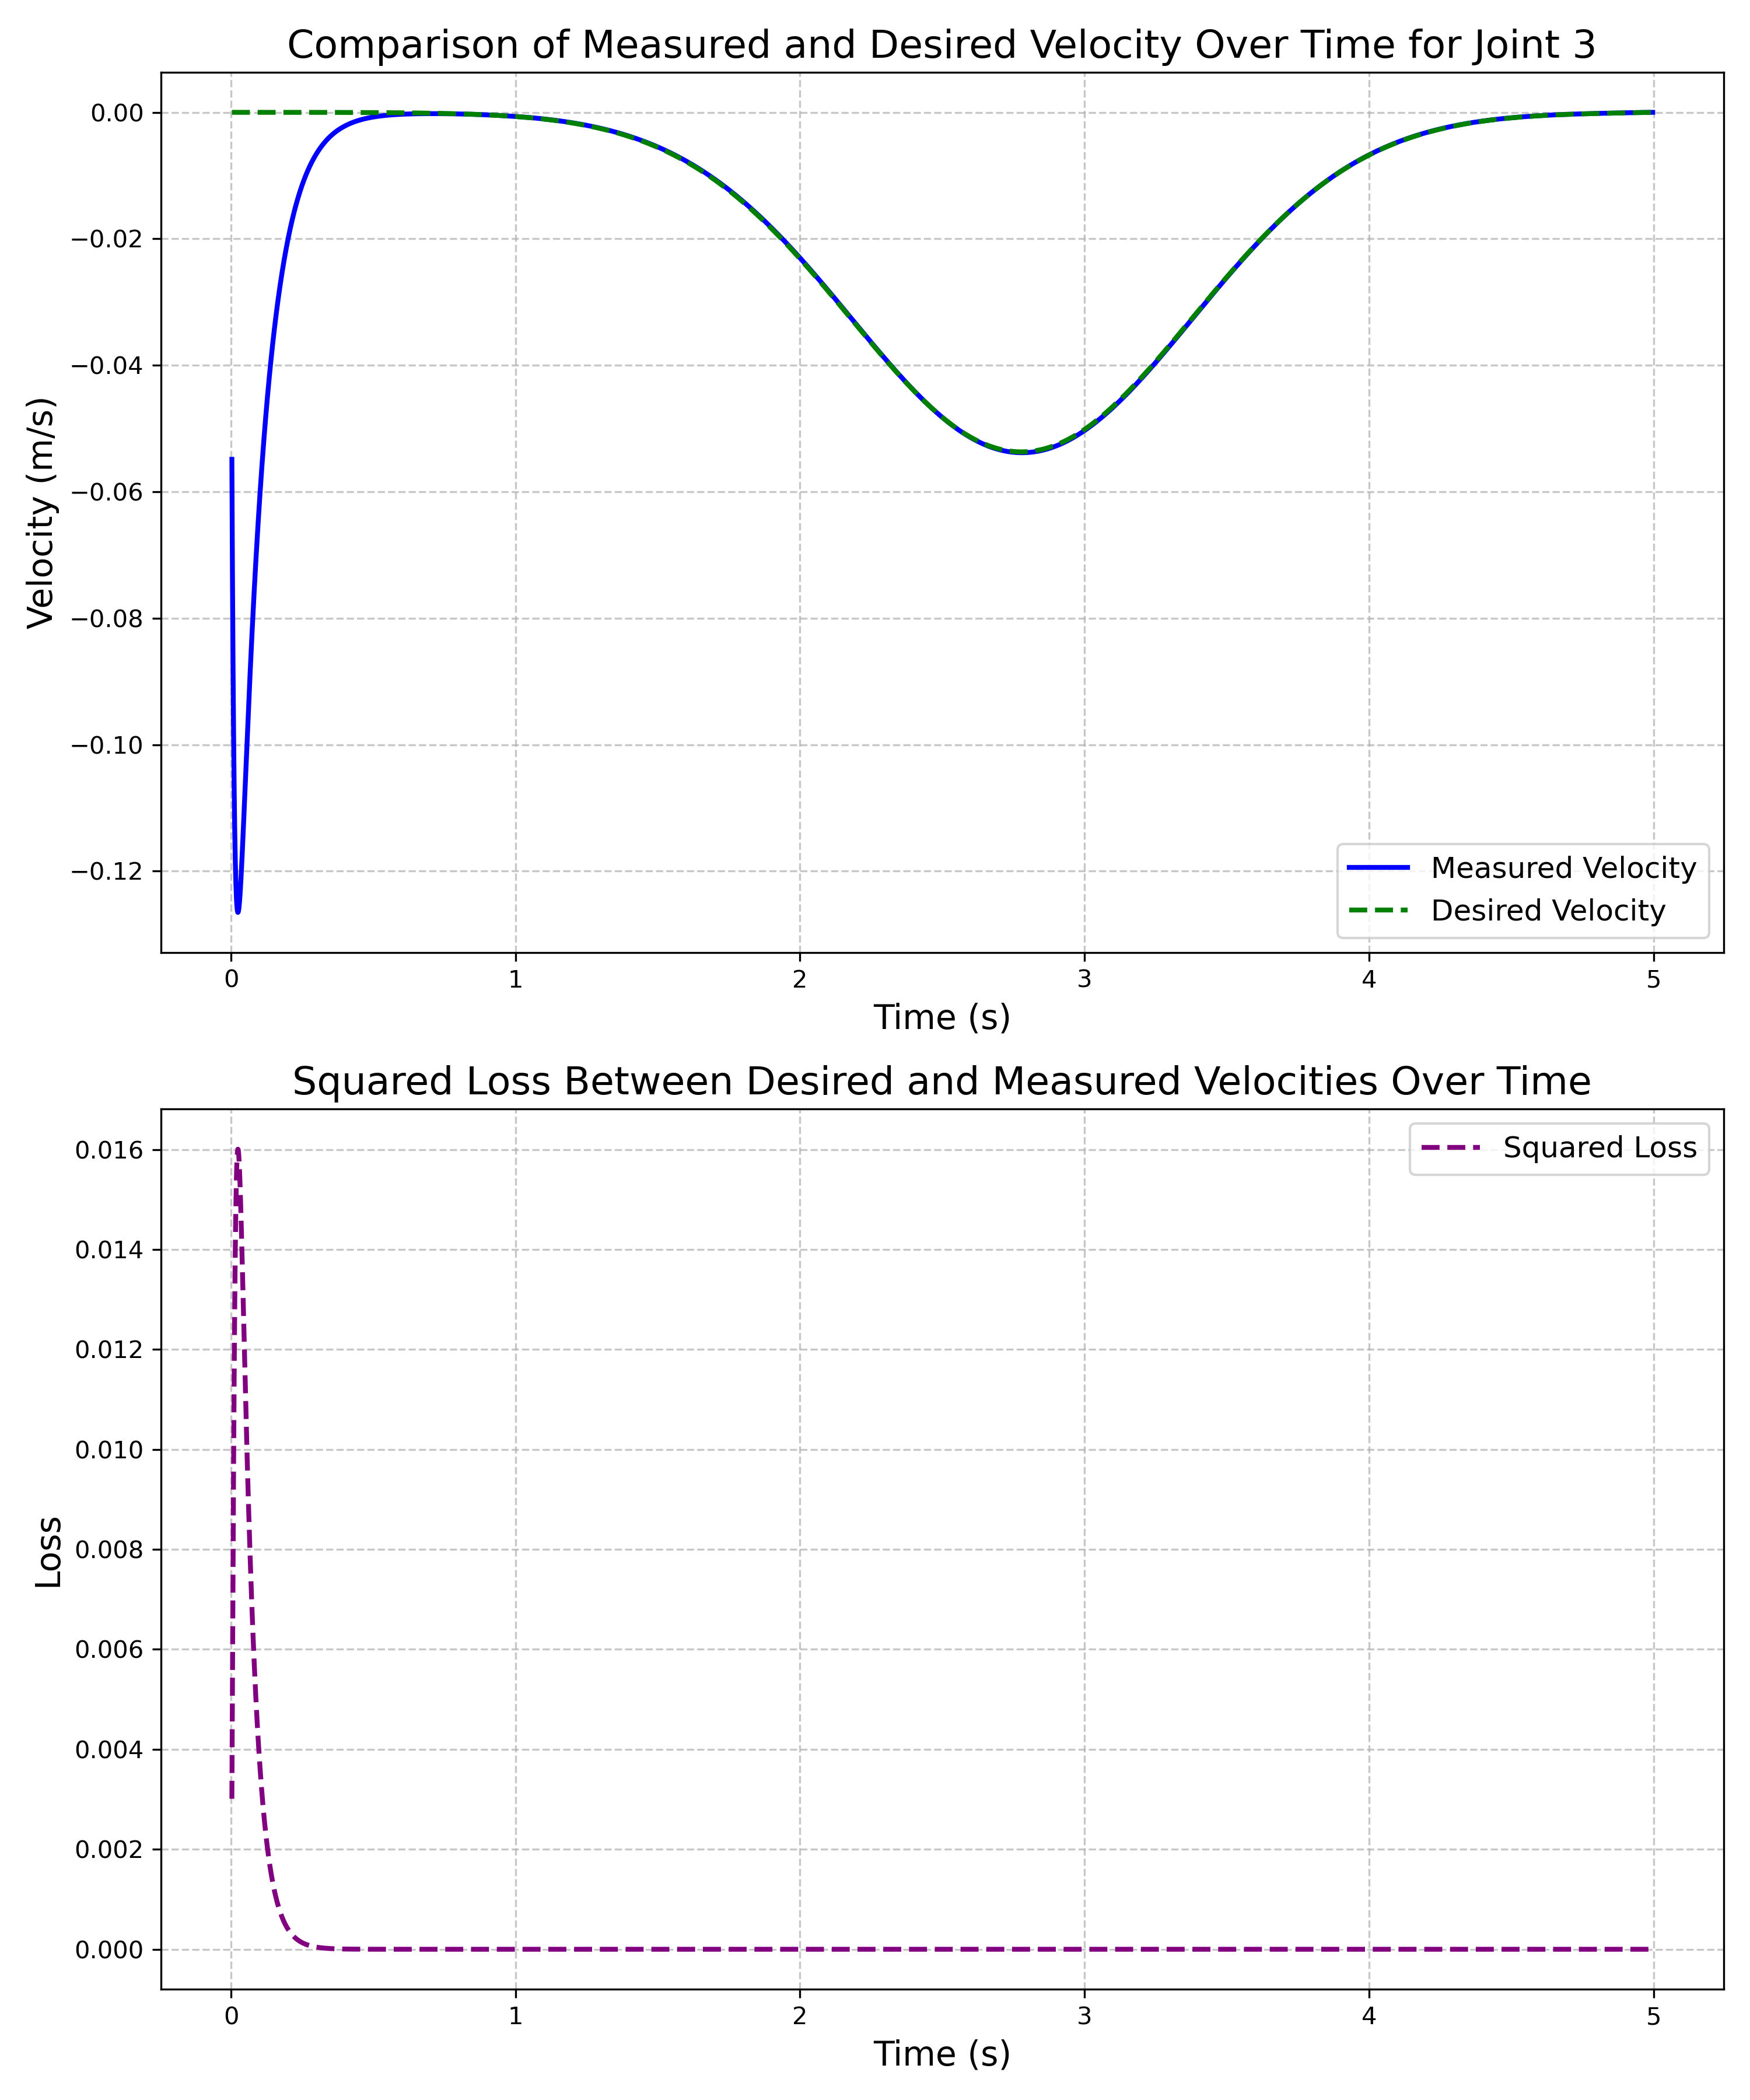 Comparison of Measured and Desired Velocity Over Time for Joint 3
0.00
−0.02
−0.04
−0.06
−0.08
−0.10
−0.12
Velocity (m/s)
Measured Velocity
Desired Velocity
0 1 2 3 4 5
Time (s)
Squared Loss Between Desired and Measured Velocities Over Time
0.016
0.014
0.012
0.010
0.008
0.006
0.004
0.002
0.000
Loss
Squared Loss
0 1 2 3 4 5
Time (s)